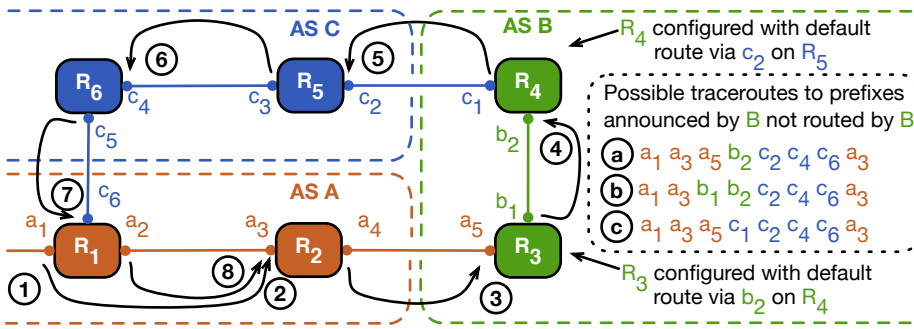 AS C
AS B
R4 configured with default
route via c2 on R5
6
5
R6
R5
R4
c4
c3
c2
c1
Possible traceroutes to prefixes
announced by B not routed by B
c5
b2
4
a a1 a3 a5 b2 c2 c4 c6 a3
7
c6
AS A
b a1 a3 b1 b2 c2 c4 c6 a3
b1
a1
a2
a3
a4
a5
c a1 a3 a5 c1 c2 c4 c6 a3
R1
R2
R3
1
8
2
3
R3 configured with default
route via b2 on R4